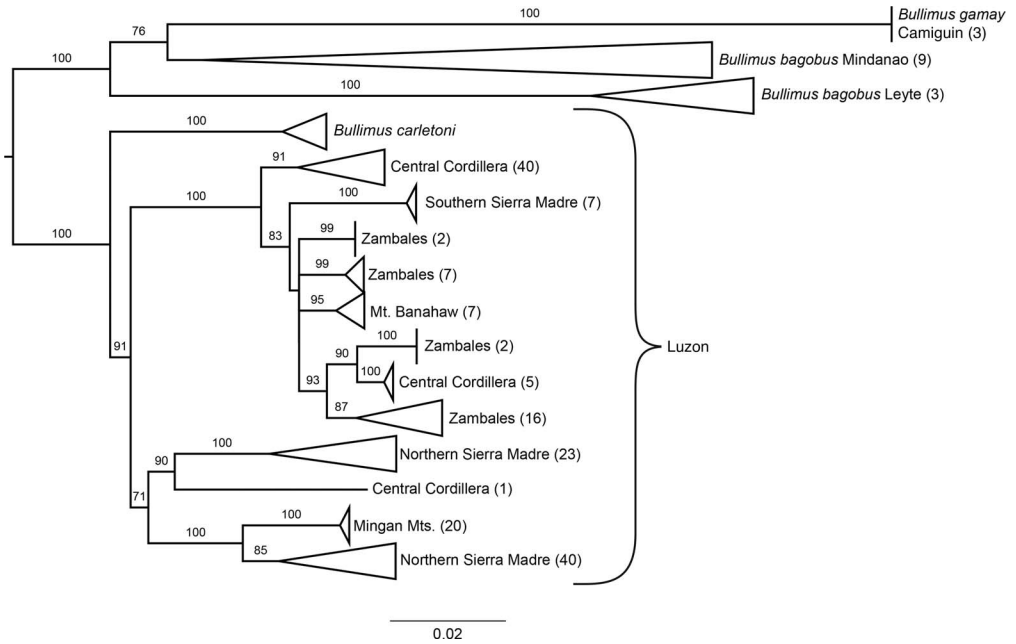 100
Bullimus gamay
Camiguin (3)
76
Bullimus bagobus Mindanao (9)
100
100
Bullimus bagobus Leyte (3)
100
Bullimus carletoni
91
Central Cordillera (40)
100
100
Southern Sierra Madre (7)
100
83
99
Zambales (2)
99
Zambales (7)
95
Mt. Banahaw (7)
100
Zambales (2)
90
Luzon
91
100
Central Cordillera (5)
93
87
Zambales (16)
100
Northern Sierra Madre (23)
90
Central Cordillera (1)
71
100
Mingan Mts. (20)
100
85
Northern Sierra Madre (40)
0.02